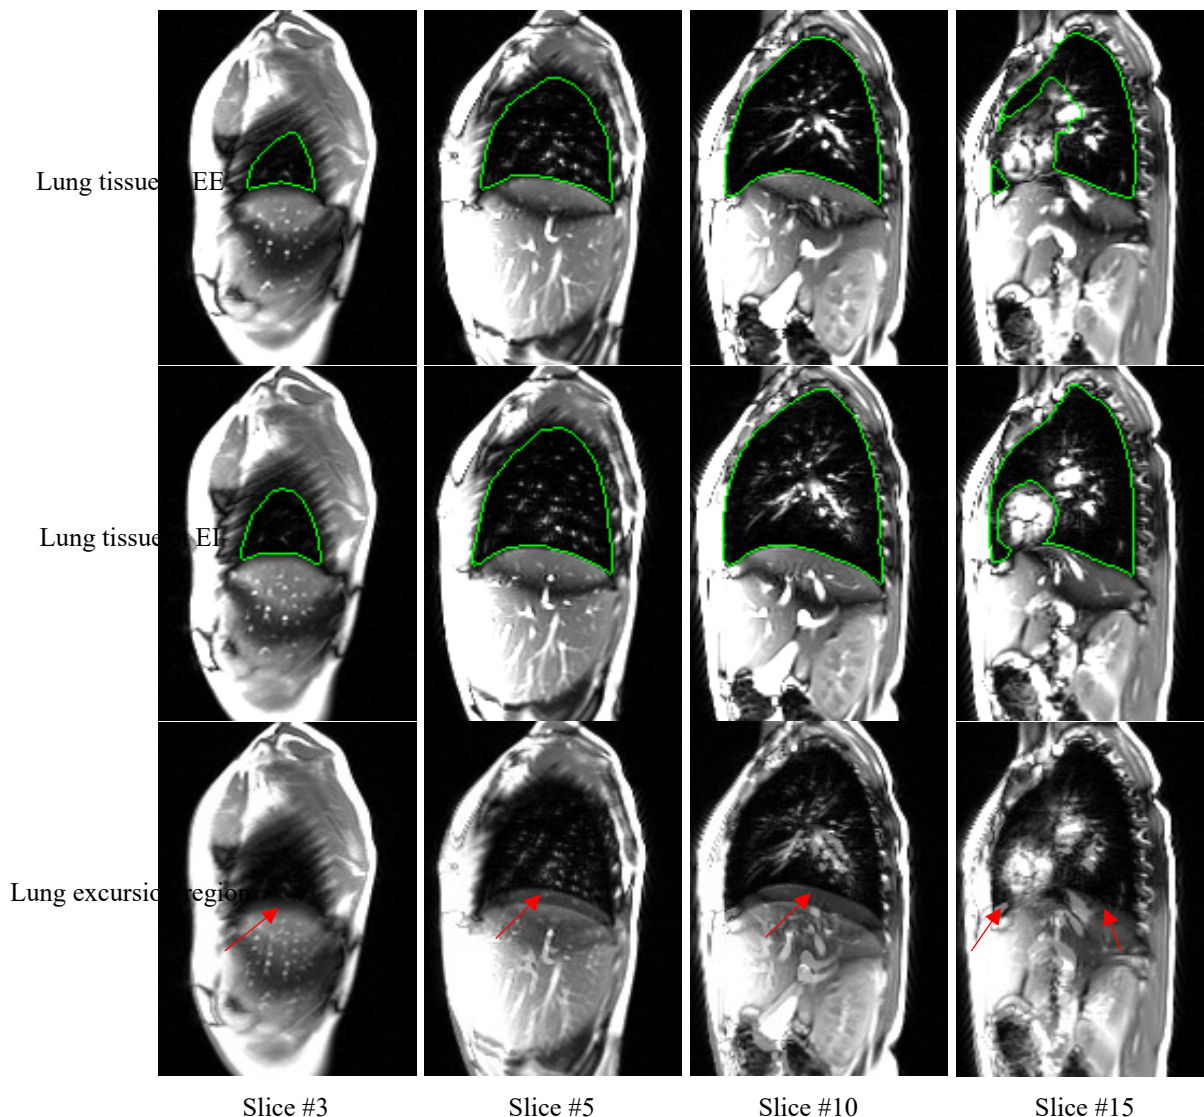 Lung tissue EE
Lung tissue EI
Lung excursion region
Slice #3 Slice #5 Slice #10 Slice #15